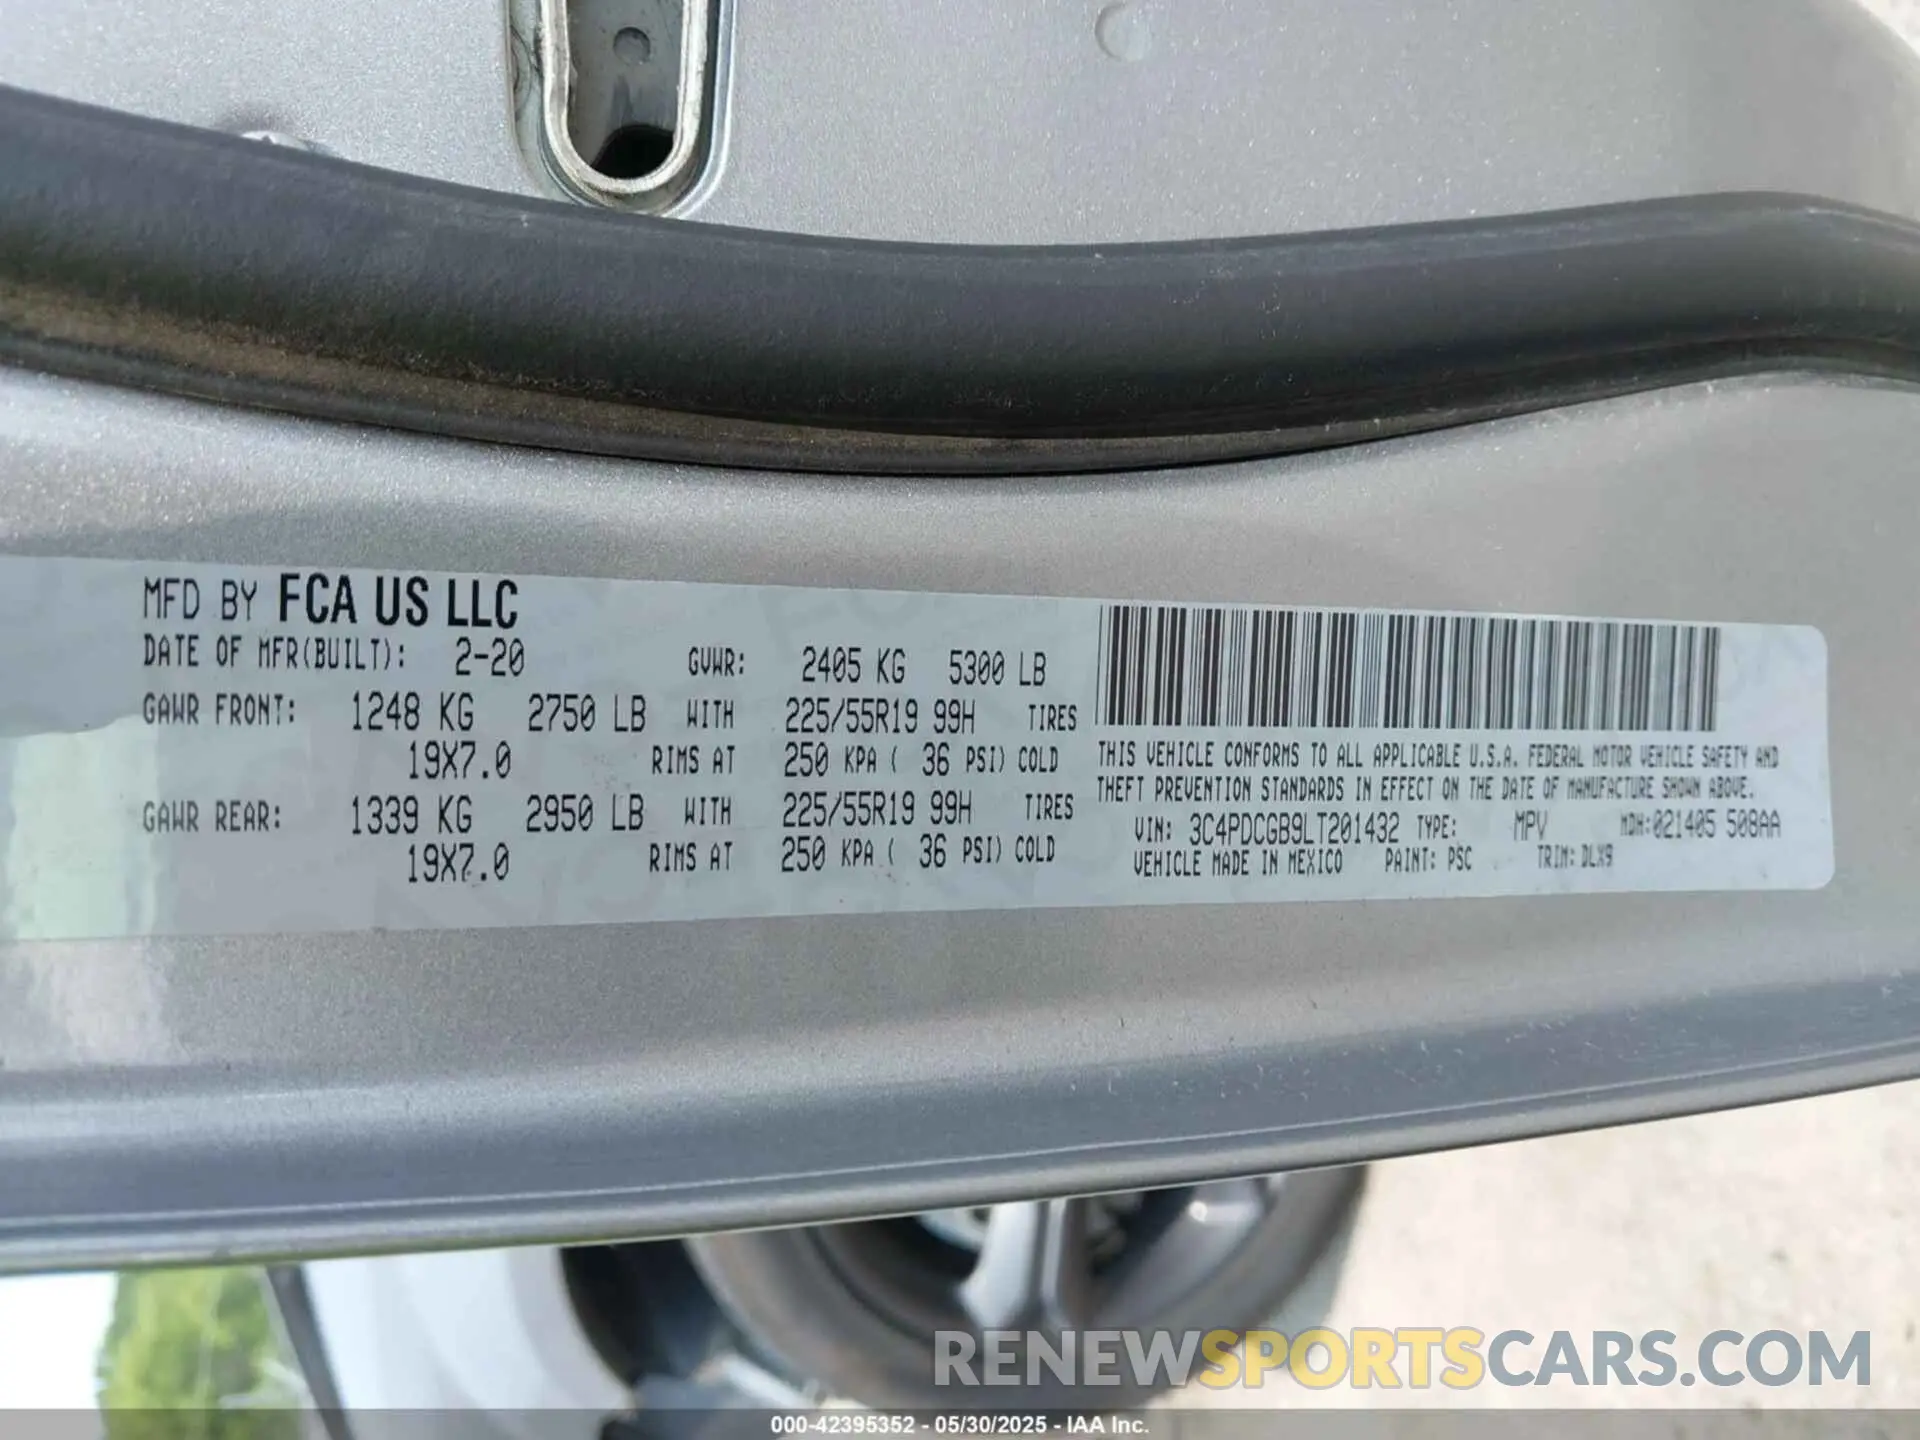 MFD BY FCA US LLC
DATE OF MFR(BUILT): 2-20 GVWR: 2405 KG 5300 LB
GAWR FRONT: 1248 KG 2750 LB WITH 225/55R19 99H TIRES
19X7.0 RIMS AT 250 KPA ( 36 PSI) COLD
GAWR REAR: 1339 KG 2950 LB WITH 225/55R19 99H TIRES
19X7.0 RIMS AT 250 KPA ( 36 PSI) COLD
THIS VEHICLE CONFORMS TO ALL APPLICABLE U.S.A. FEDERAL MOTOR VEHICLE SAFETY AND
THEFT PREVENTION STANDARDS IN EFFECT ON THE DATE OF MANUFACTURE SHOWN ABOVE.
VIN: 3C4PDCGB9LT201432 TYPE: MPV MDH:021405 508AA
VEHICLE MADE IN MEXICO PAINT: PSC TRIM: DLX9
RENEWSPORTSCARS.COM
000-42395352 - 05/30/2025 - IAA Inc.